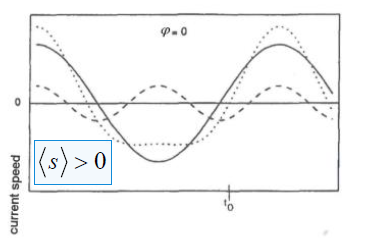 φ = 0
0
⟨s⟩ > 0
current speed
t₀